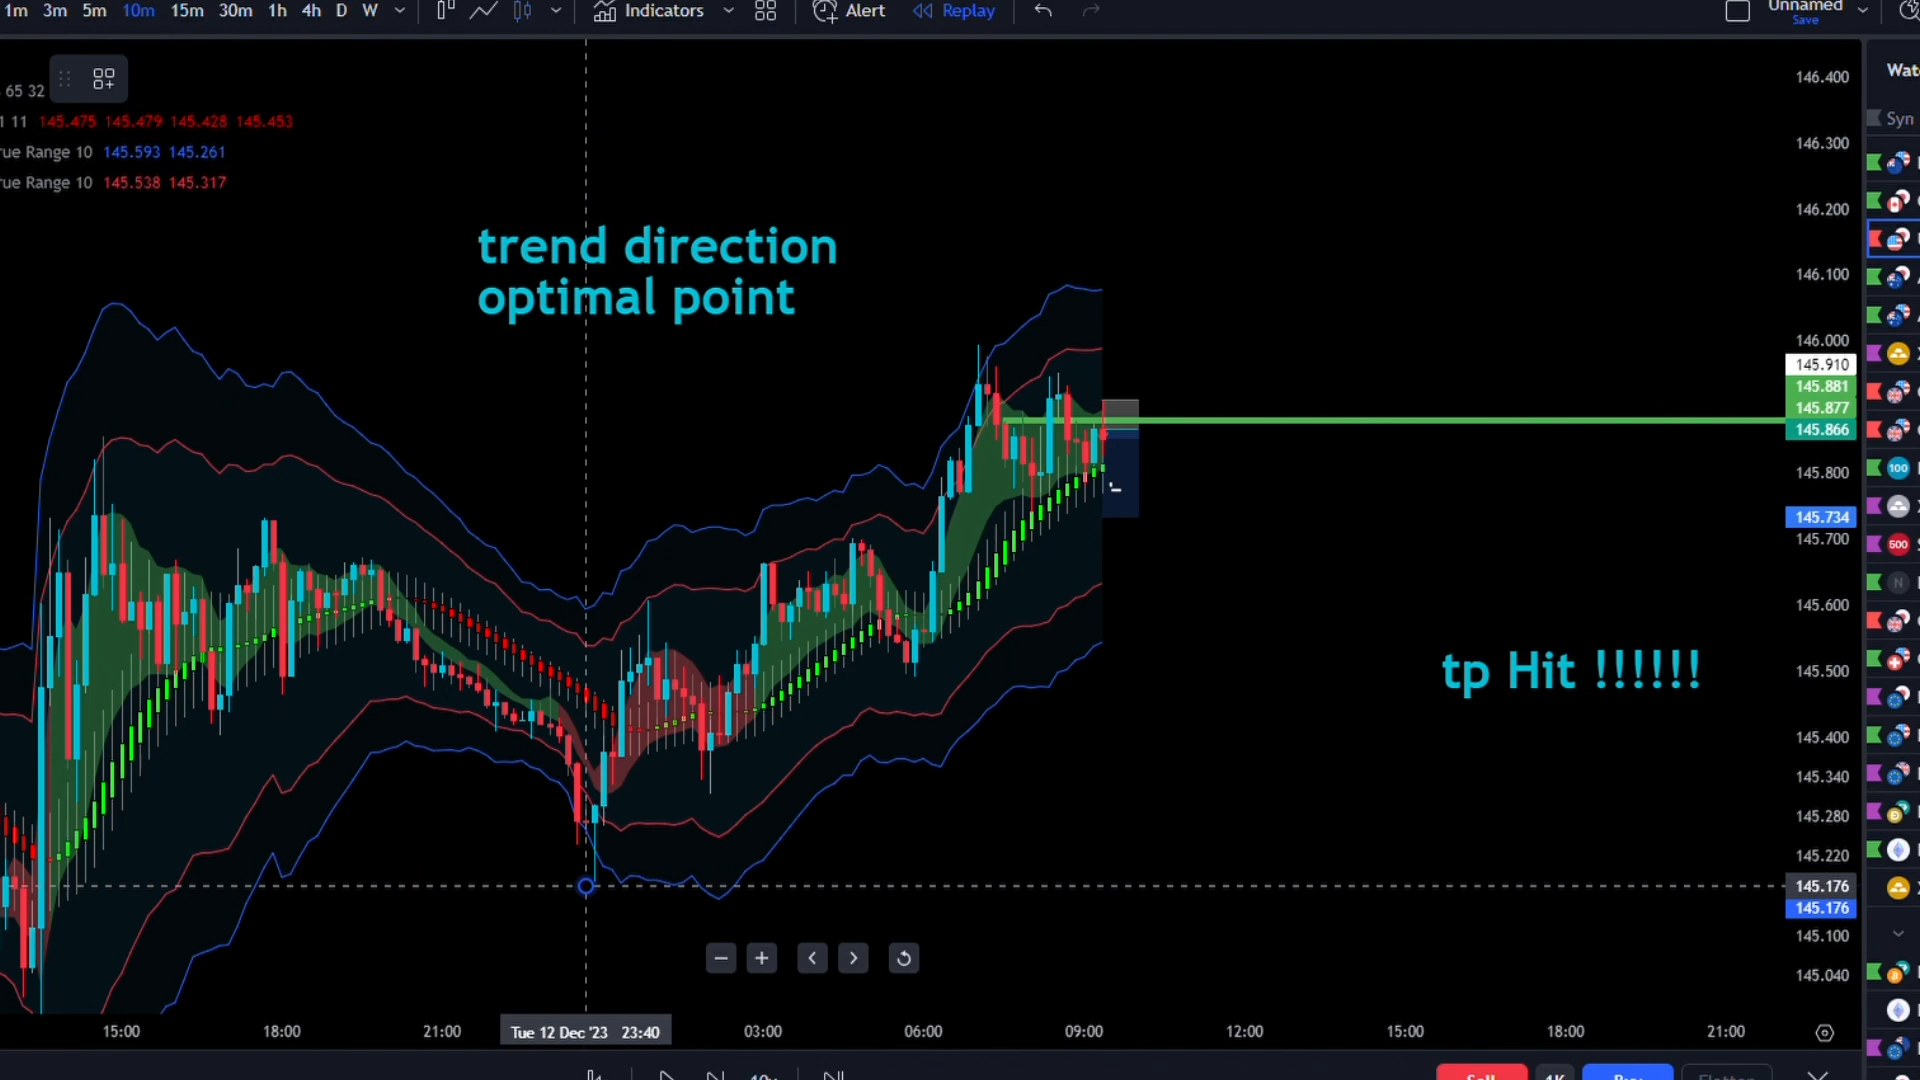 1m 3m 5m 10m 15m 30m 1h 4h D W Indicators Alert Replay Unnamed
Save
65 32
11 145.475 145.479 145.428 145.453
rue Range 10 145.593 145.261
rue Range 10 145.538 145.317
trend direction
optimal point
tp Hit !!!!!!
146.400
146.300
146.200
146.100
146.000
145.910
145.881
145.877
145.866
145.800
145.734
145.700
145.600
145.500
145.400
145.340
145.280
145.220
145.176
145.176
145.100
145.040
Wat
Syn
100
500
N
15:00 18:00 21:00 Tue 12 Dec '23 23:40 03:00 06:00 09:00 12:00 15:00 18:00 21:00
10x Sell 1K Buy